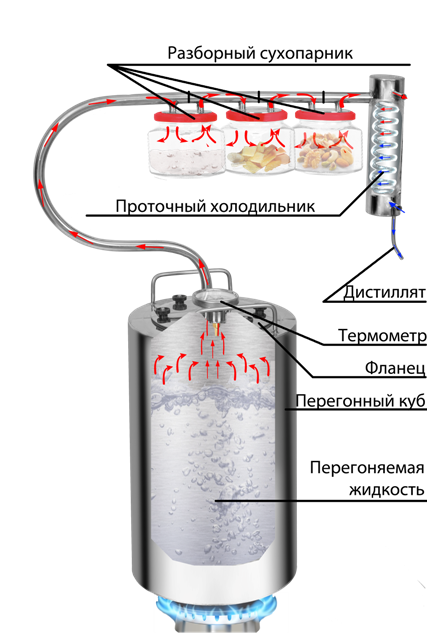 Разборный сухопарник
Проточный холодильник
Дистиллят
Термометр
Фланец
Перегонный куб
Перегоняемая
жидкость